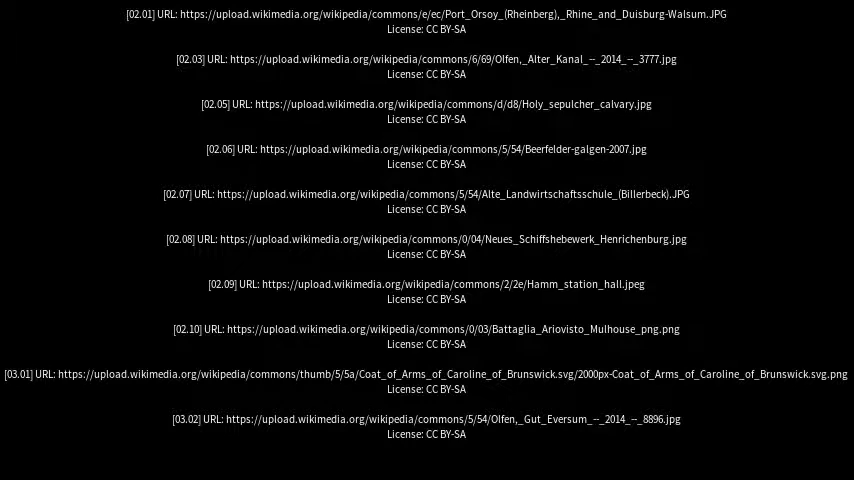 [02.01] URL: https://upload.wikimedia.org/wikipedia/commons/e/ec/Port_Orsoy_(Rheinberg),_Rhine_and_Duisburg-Walsum.JPG
License: CC BY-SA
[02.03] URL: https://upload.wikimedia.org/wikipedia/commons/6/69/Olfen,_Alter_Kanal_--_2014_--_3777.jpg
License: CC BY-SA
[02.05] URL: https://upload.wikimedia.org/wikipedia/commons/d/d8/Holy_sepulcher_calvary.jpg
License: CC BY-SA
[02.06] URL: https://upload.wikimedia.org/wikipedia/commons/5/54/Beerfelder-galgen-2007.jpg
License: CC BY-SA
[02.07] URL: https://upload.wikimedia.org/wikipedia/commons/5/54/Alte_Landwirtschaftsschule_(Billerbeck).JPG
License: CC BY-SA
[02.08] URL: https://upload.wikimedia.org/wikipedia/commons/0/04/Neues_Schiffshebewerk_Henrichenburg.jpg
License: CC BY-SA
[02.09] URL: https://upload.wikimedia.org/wikipedia/commons/2/2e/Hamm_station_hall.jpeg
License: CC BY-SA
[02.10] URL: https://upload.wikimedia.org/wikipedia/commons/0/03/Battaglia_Ariovisto_Mulhouse_png.png
License: CC BY-SA
[03.01] URL: https://upload.wikimedia.org/wikipedia/commons/thumb/5/5a/Coat_of_Arms_of_Caroline_of_Brunswick.svg/2000px-Coat_of_Arms_of_Caroline_of_Brunswick.svg.png
License: CC BY-SA
[03.02] URL: https://upload.wikimedia.org/wikipedia/commons/5/54/Olfen,_Gut_Eversum_--_2014_--_8896.jpg
License: CC BY-SA